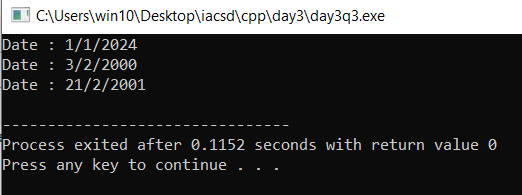 C:\Users\win10\Desktop\iacsd\cpp\day3\day3q3.exe
Date : 1/1/2024
Date : 3/2/2000
Date : 21/2/2001
--------------------------------
Process exited after 0.1152 seconds with return value 0
Press any key to continue . . .